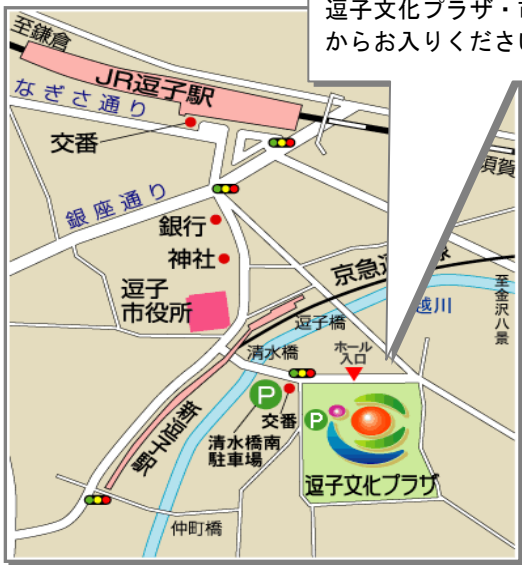 逗子文化プラザ・
からお入りくださ
至鎌倉
JR逗子駅
なぎさ通り
交番
須賀
銀座通り
銀行
神社
京急
逗子
市役所
逗子橋
越川
至金沢八景
清水橋
ホール
入口
P
交番
清水橋南
駐車場
P
新逗子駅
逗子文化プラザ
仲町橋